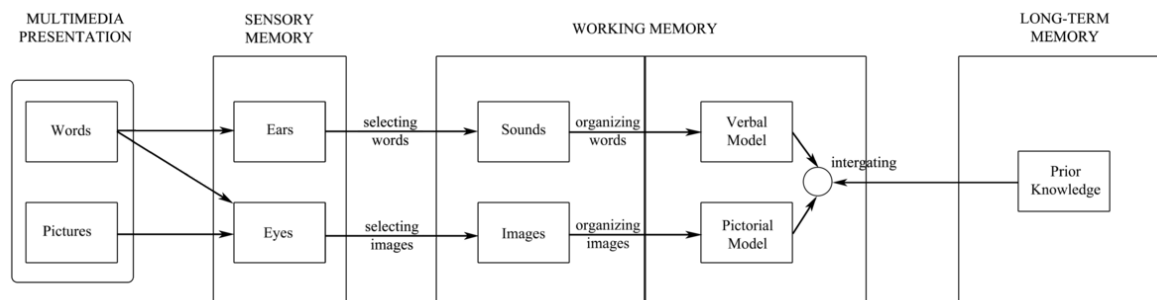 MULTIMEDIA
PRESENTATION
SENSORY
MEMORY
WORKING MEMORY
LONG-TERM
MEMORY
Words
Ears
selecting
words
Sounds
organizing
words
Verbal
Model
intergating
Prior
Knowledge
Pictures
Eyes
selecting
images
Images
organizing
images
Pictorial
Model